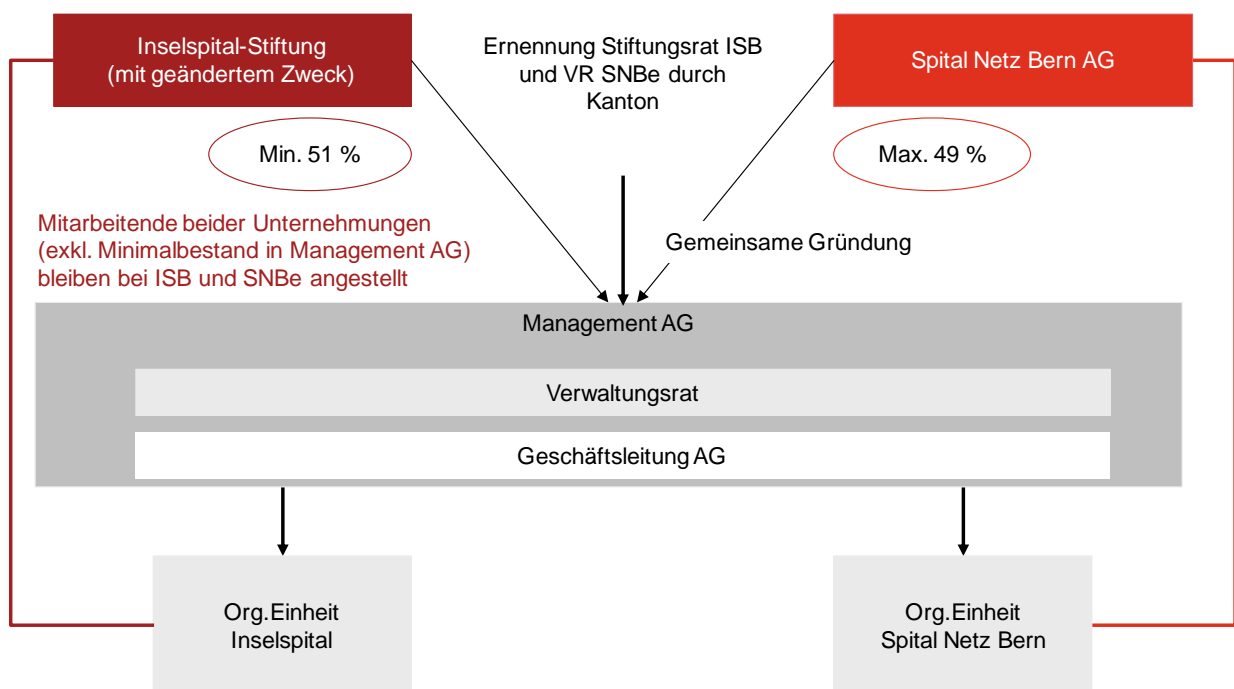 Inselspital-Stiftung
(mit geändertem Zweck)
Ernennung Stiftungsrat ISB
und VR SNBe durch
Kanton
Spital Netz Bern AG
Min. 51 %
Max. 49 %
Mitarbeitende beider Unternehmungen
(exkl. Minimalbestand in Management AG)
bleiben bei ISB und SNBe angestellt
Gemeinsame Gründung
Management AG
Verwaltungsrat
Geschäftsleitung AG
Org.Einheit
Inselspital
Org.Einheit
Spital Netz Bern